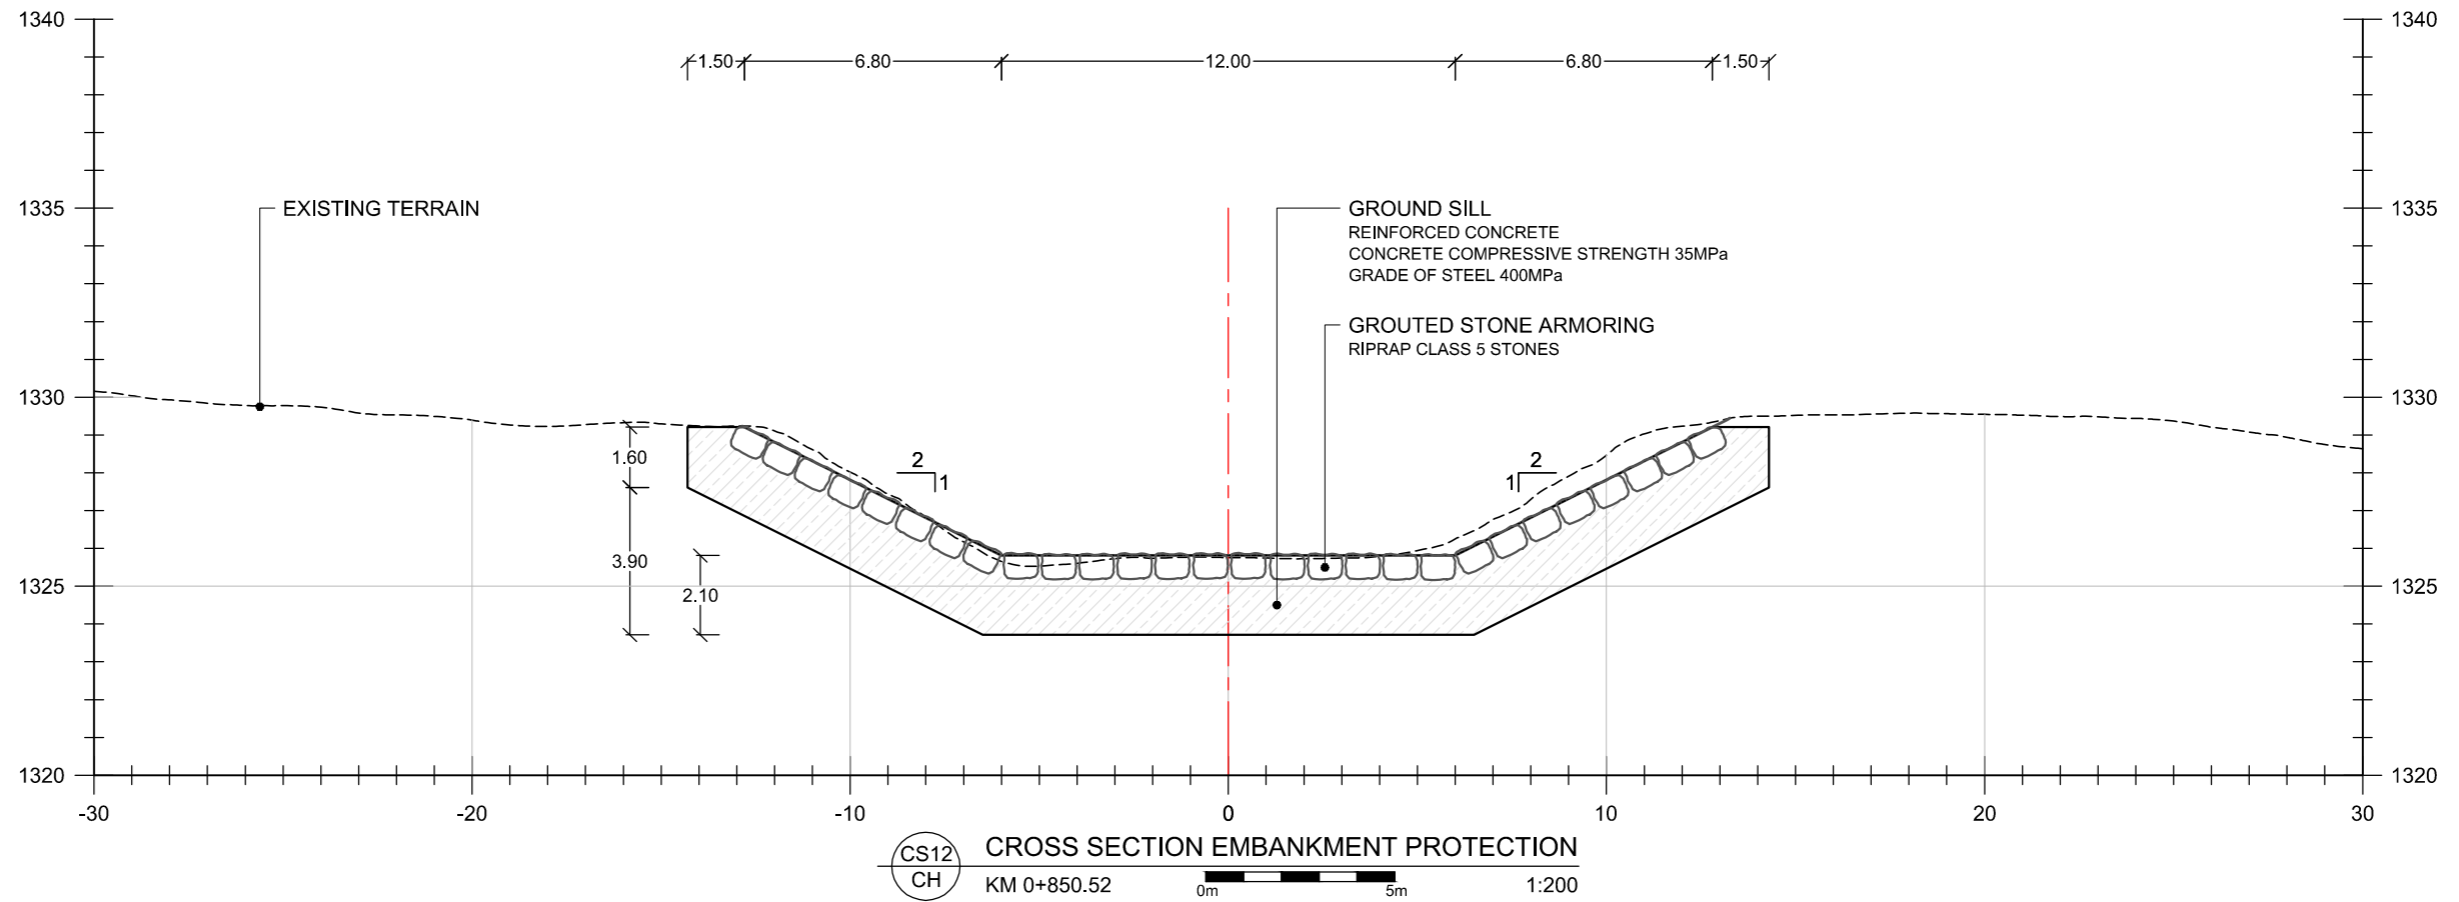 1340
1340
1.50
6.80
12.00
6.80
1.50
1335
EXISTING TERRAIN
GROUND SILL
1335
REINFORCED CONCRETE
CONCRETE COMPRESSIVE STRENGTH 35MPa
GRADE OF STEEL 400MPa
GROUTED STONE ARMORING
RIPRAP CLASS 5 STONES
1330
1330
1.60
2
1
2
1
3.90
2.10
1325
1325
1320
1320
-30
-20
-10
0
10
20
30
CS12
CH
CROSS SECTION EMBANKMENT PROTECTION
KM 0+850.52
0m
5m
1:200